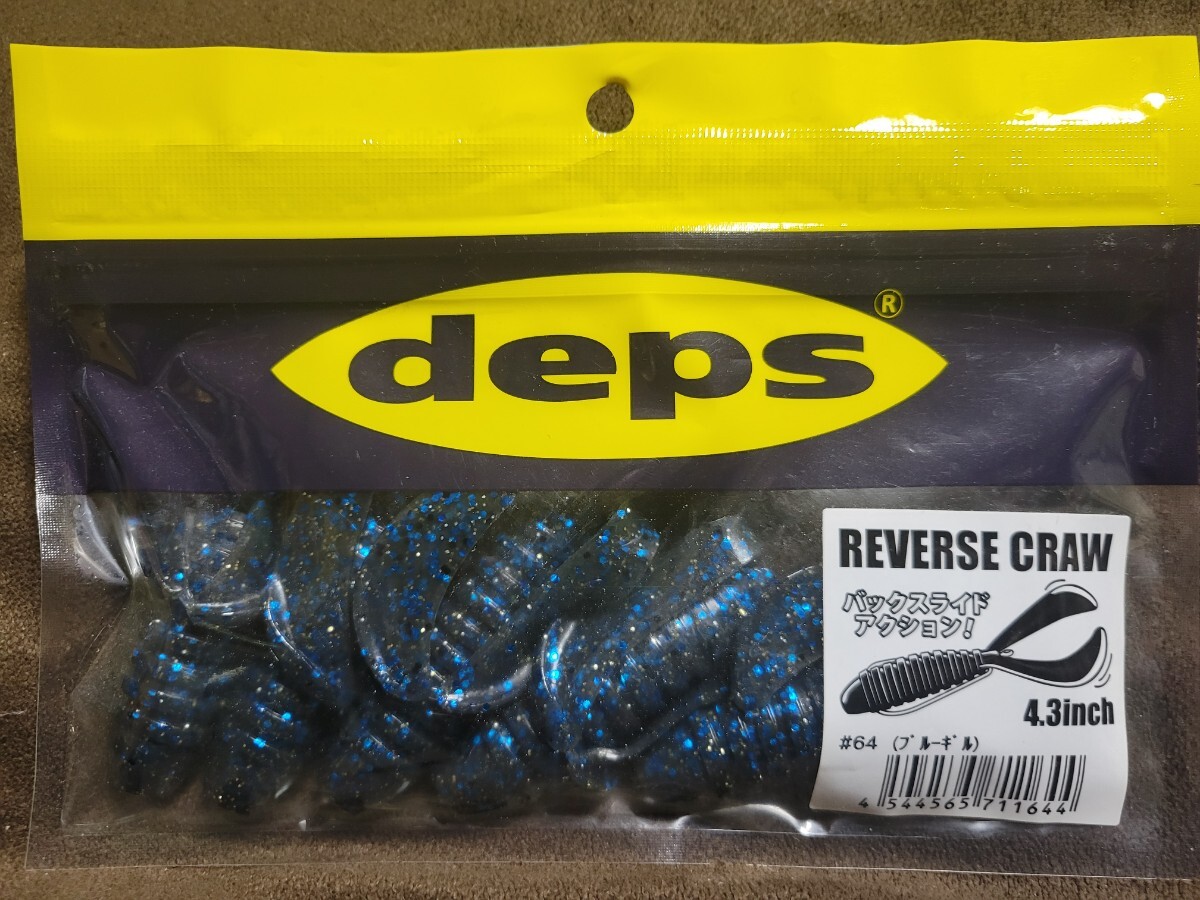 deps®
REVERSE CRAW
バックスライド
アクション!
4.3inch
#64 (ﾌﾞﾙｰｷﾞﾙ)
4 544565 711644